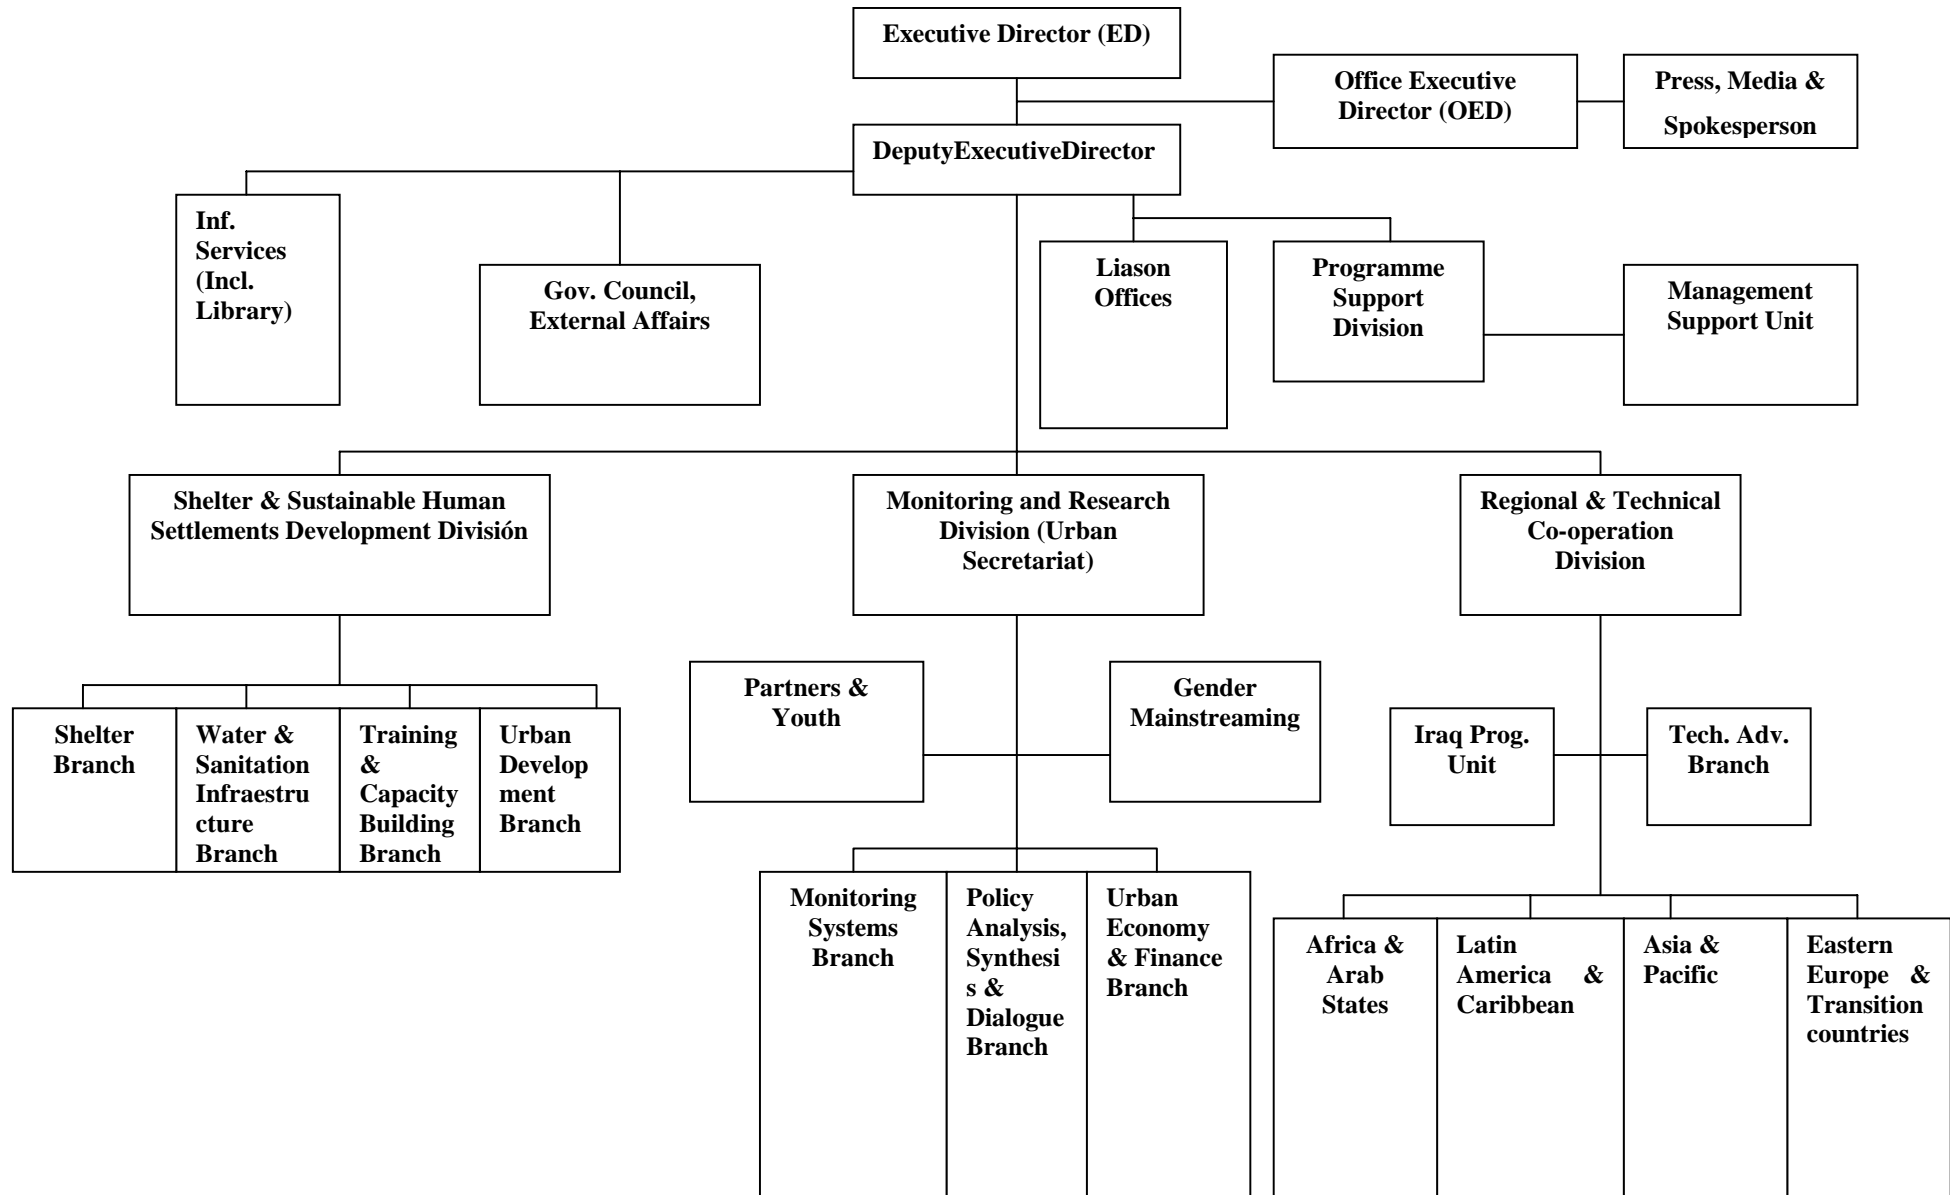 Executive Director (ED)
Office Executive
Director (OED)
Press, Media &
Spokesperson
DeputyExecutiveDirector
Inf.
Services
(Incl.
Library)
Gov. Council,
External Affairs
Liason
Offices
Programme
Support
Division
Management
Support Unit
Shelter & Sustainable Human
Settlements Development División
Monitoring and Research
Division (Urban
Secretariat)
Regional & Technical
Co-operation
Division
Partners &
Youth
Gender
Mainstreaming
Iraq Prog.
Unit
Tech. Adv.
Branch
Shelter
Branch
Water &
Sanitation
Infraestru
cture
Branch
Training
&
Capacity
Building
Branch
Urban
Develop
ment
Branch
Monitoring
Systems
Branch
Policy
Analysis,
Synthesi
s &
Dialogue
Branch
Urban
Economy
& Finance
Branch
Africa &
Arab
States
Latin
America &
Caribbean
Asia &
Pacific
Eastern
Europe &
Transition
countries